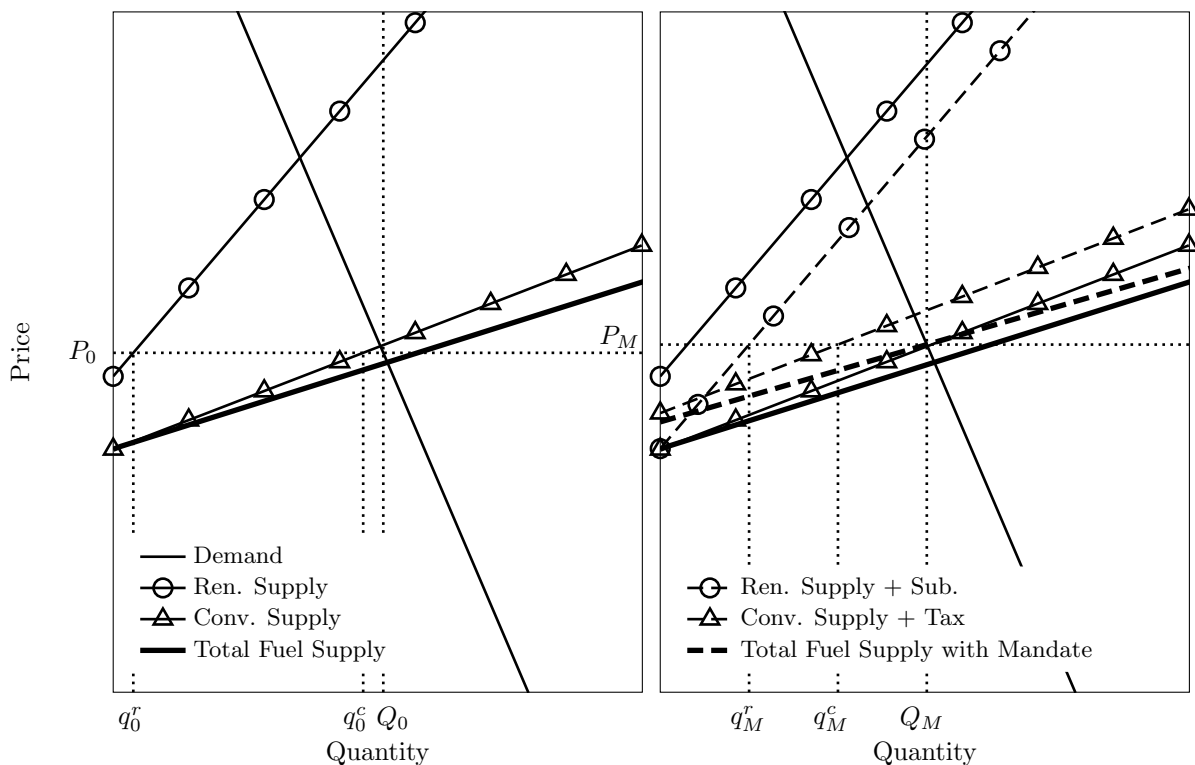 Price
P_0
Demand
Ren. Supply
Conv. Supply
Total Fuel Supply
q_0^r
q_0^c
Q_0
Quantity
P_M
Ren. Supply + Sub.
Conv. Supply + Tax
Total Fuel Supply with Mandate
q_M^r
q_M^c
Q_M
Quantity